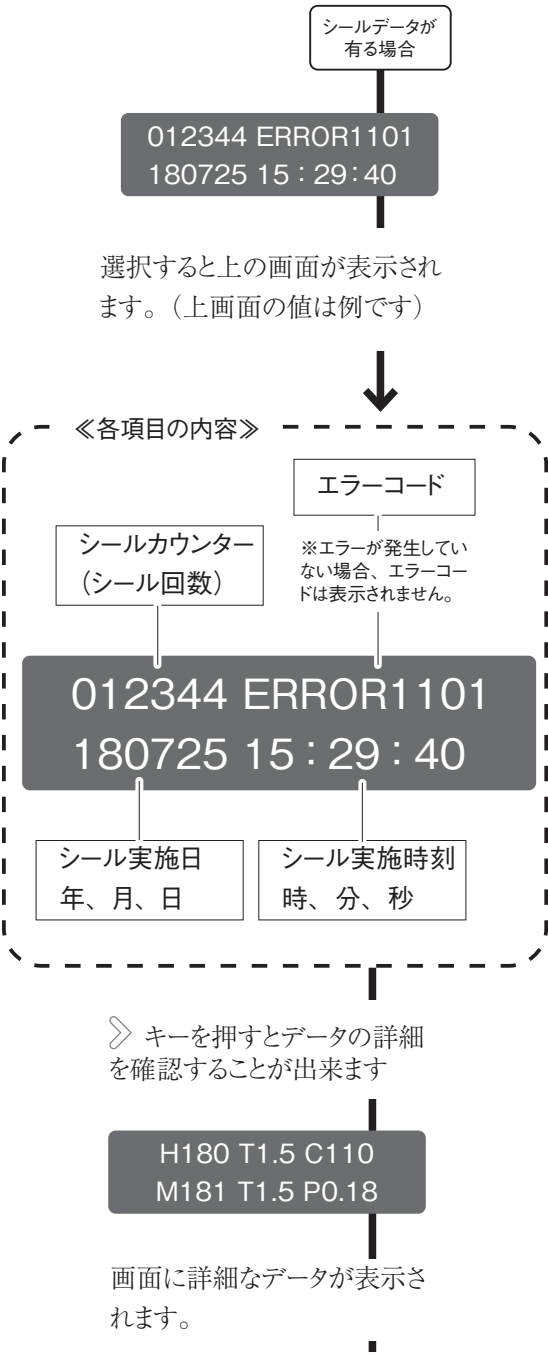 シールデータが
有る場合
012344 ERROR1101
180725 15：29：40
選択すると上の画面が表示され
ます。（上画面の値は例です）
≪各項目の内容≫
エラーコード
※エラーが発生してい
ない場合、エラーコー
ドは表示されません。
シールカウンター
（シール回数）
012344 ERROR1101
180725 15：29：40
シール実施日
年、月、日
シール実施時刻
時、分、秒
≫ キーを押すとデータの詳細
を確認することが出来ます
H180 T1.5 C110
M181 T1.5 P0.18
画面に詳細なデータが表示さ
れます。